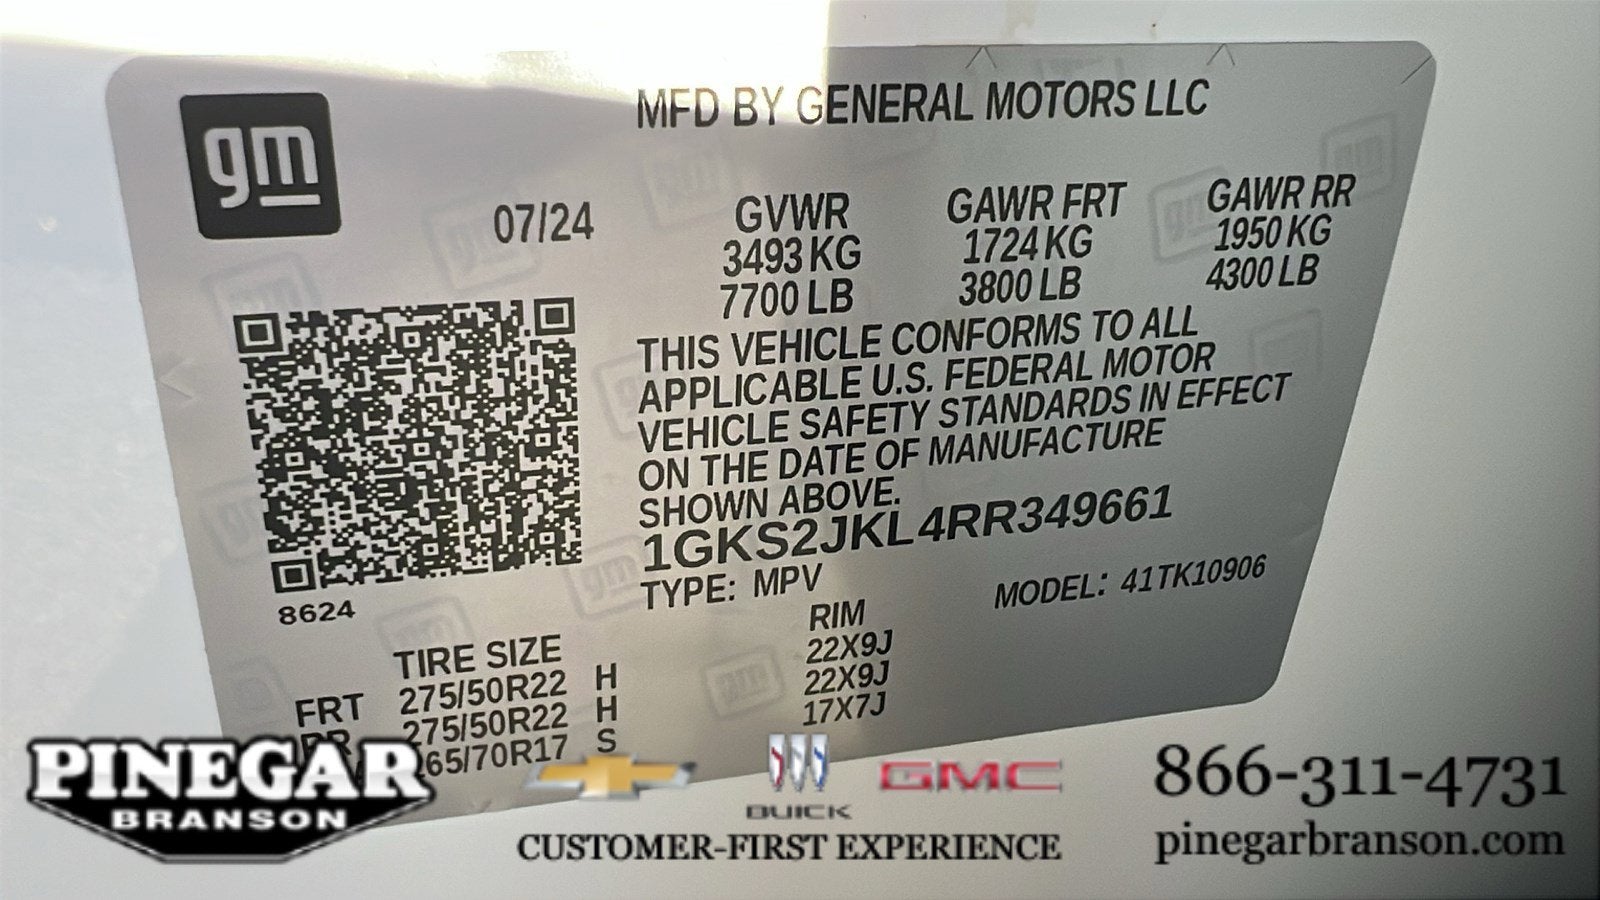 gm
MFD BY GENERAL MOTORS LLC
07/24
GVWR GAWR FRT GAWR RR
3493 KG 1724 KG 1950 KG
7700 LB 3800 LB 4300 LB
THIS VEHICLE CONFORMS TO ALL
APPLICABLE U.S. FEDERAL MOTOR
VEHICLE SAFETY STANDARDS IN EFFECT
ON THE DATE OF MANUFACTURE
SHOWN ABOVE.
1GKS2JKL4RR349661
TYPE: MPV MODEL: 41TK10906
8624
TIRE SIZE RIM
FRT 275/50R22 H 22X9J
RR 275/50R22 H 22X9J
265/70R17 S 17X7J
PINEGAR
BRANSON
BUICK
GMC
CUSTOMER-FIRST EXPERIENCE
866-311-4731
pinegarbranson.com